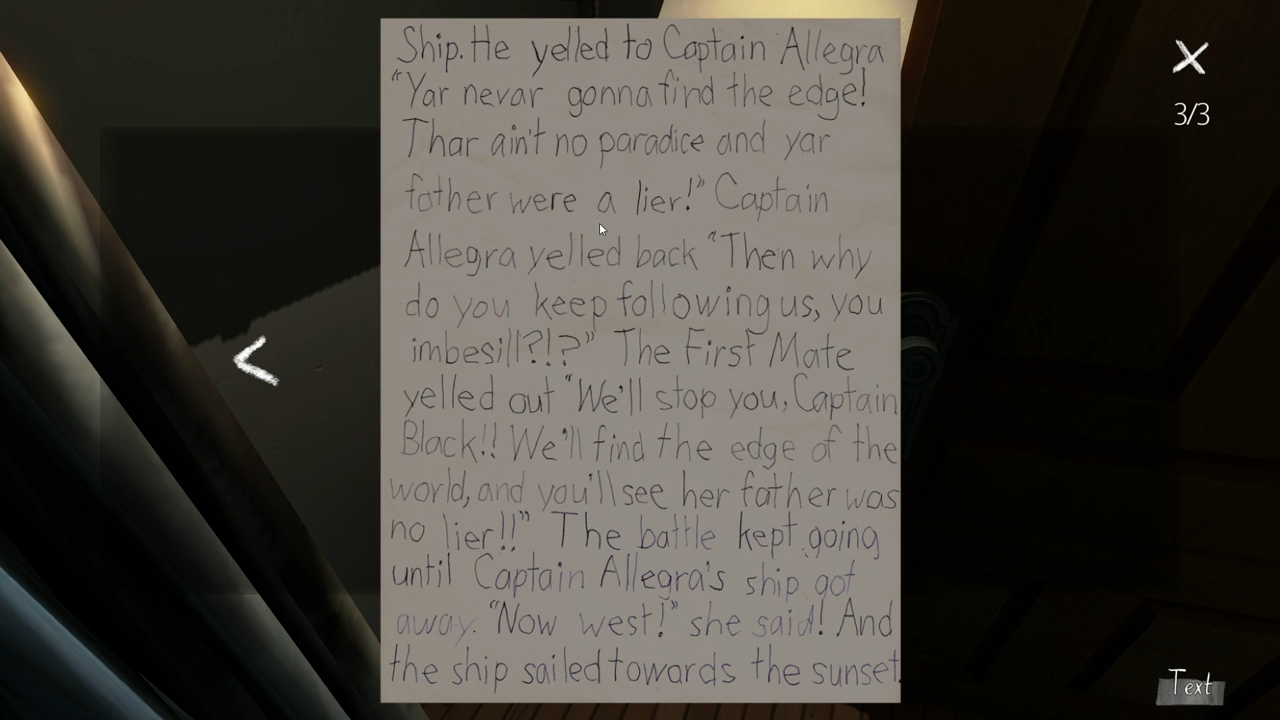 Ship. He yelled to Captain Allegra
"Yar nevar gonna find the edge!
Thar ain't no paradice and yar
father were a lier!" Captain
Allegra yelled back "Then why
do you keep following us, you
imbesill?!?" The First Mate
yelled out "We'll stop you, Captain
Black!! We'll find the edge of the
world, and you'll see her father was
no lier!!" The battle kept going
until Captain Allegra's ship got
away. "Now west!" she said! And
the ship sailed towards the sunset.
3/3
Text